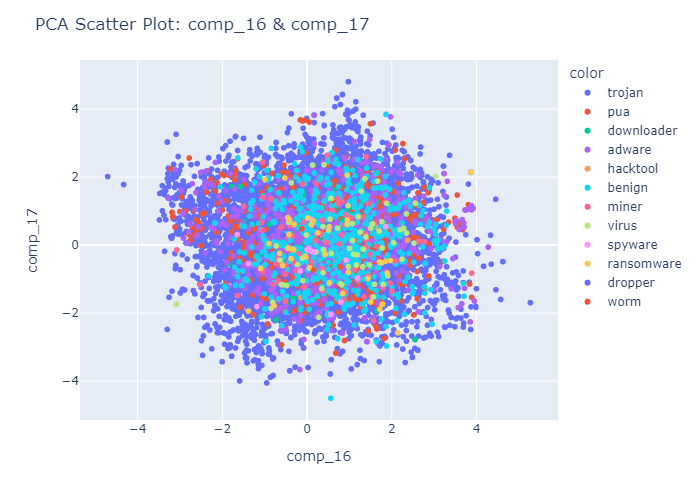 PCA Scatter Plot: comp_16 & comp_17
color
trojan
pua
downloader
adware
hacktool
benign
miner
virus
spyware
ransomware
dropper
worm
comp_17
4
2
0
−2
−4
−4
−2
0
2
4
comp_16